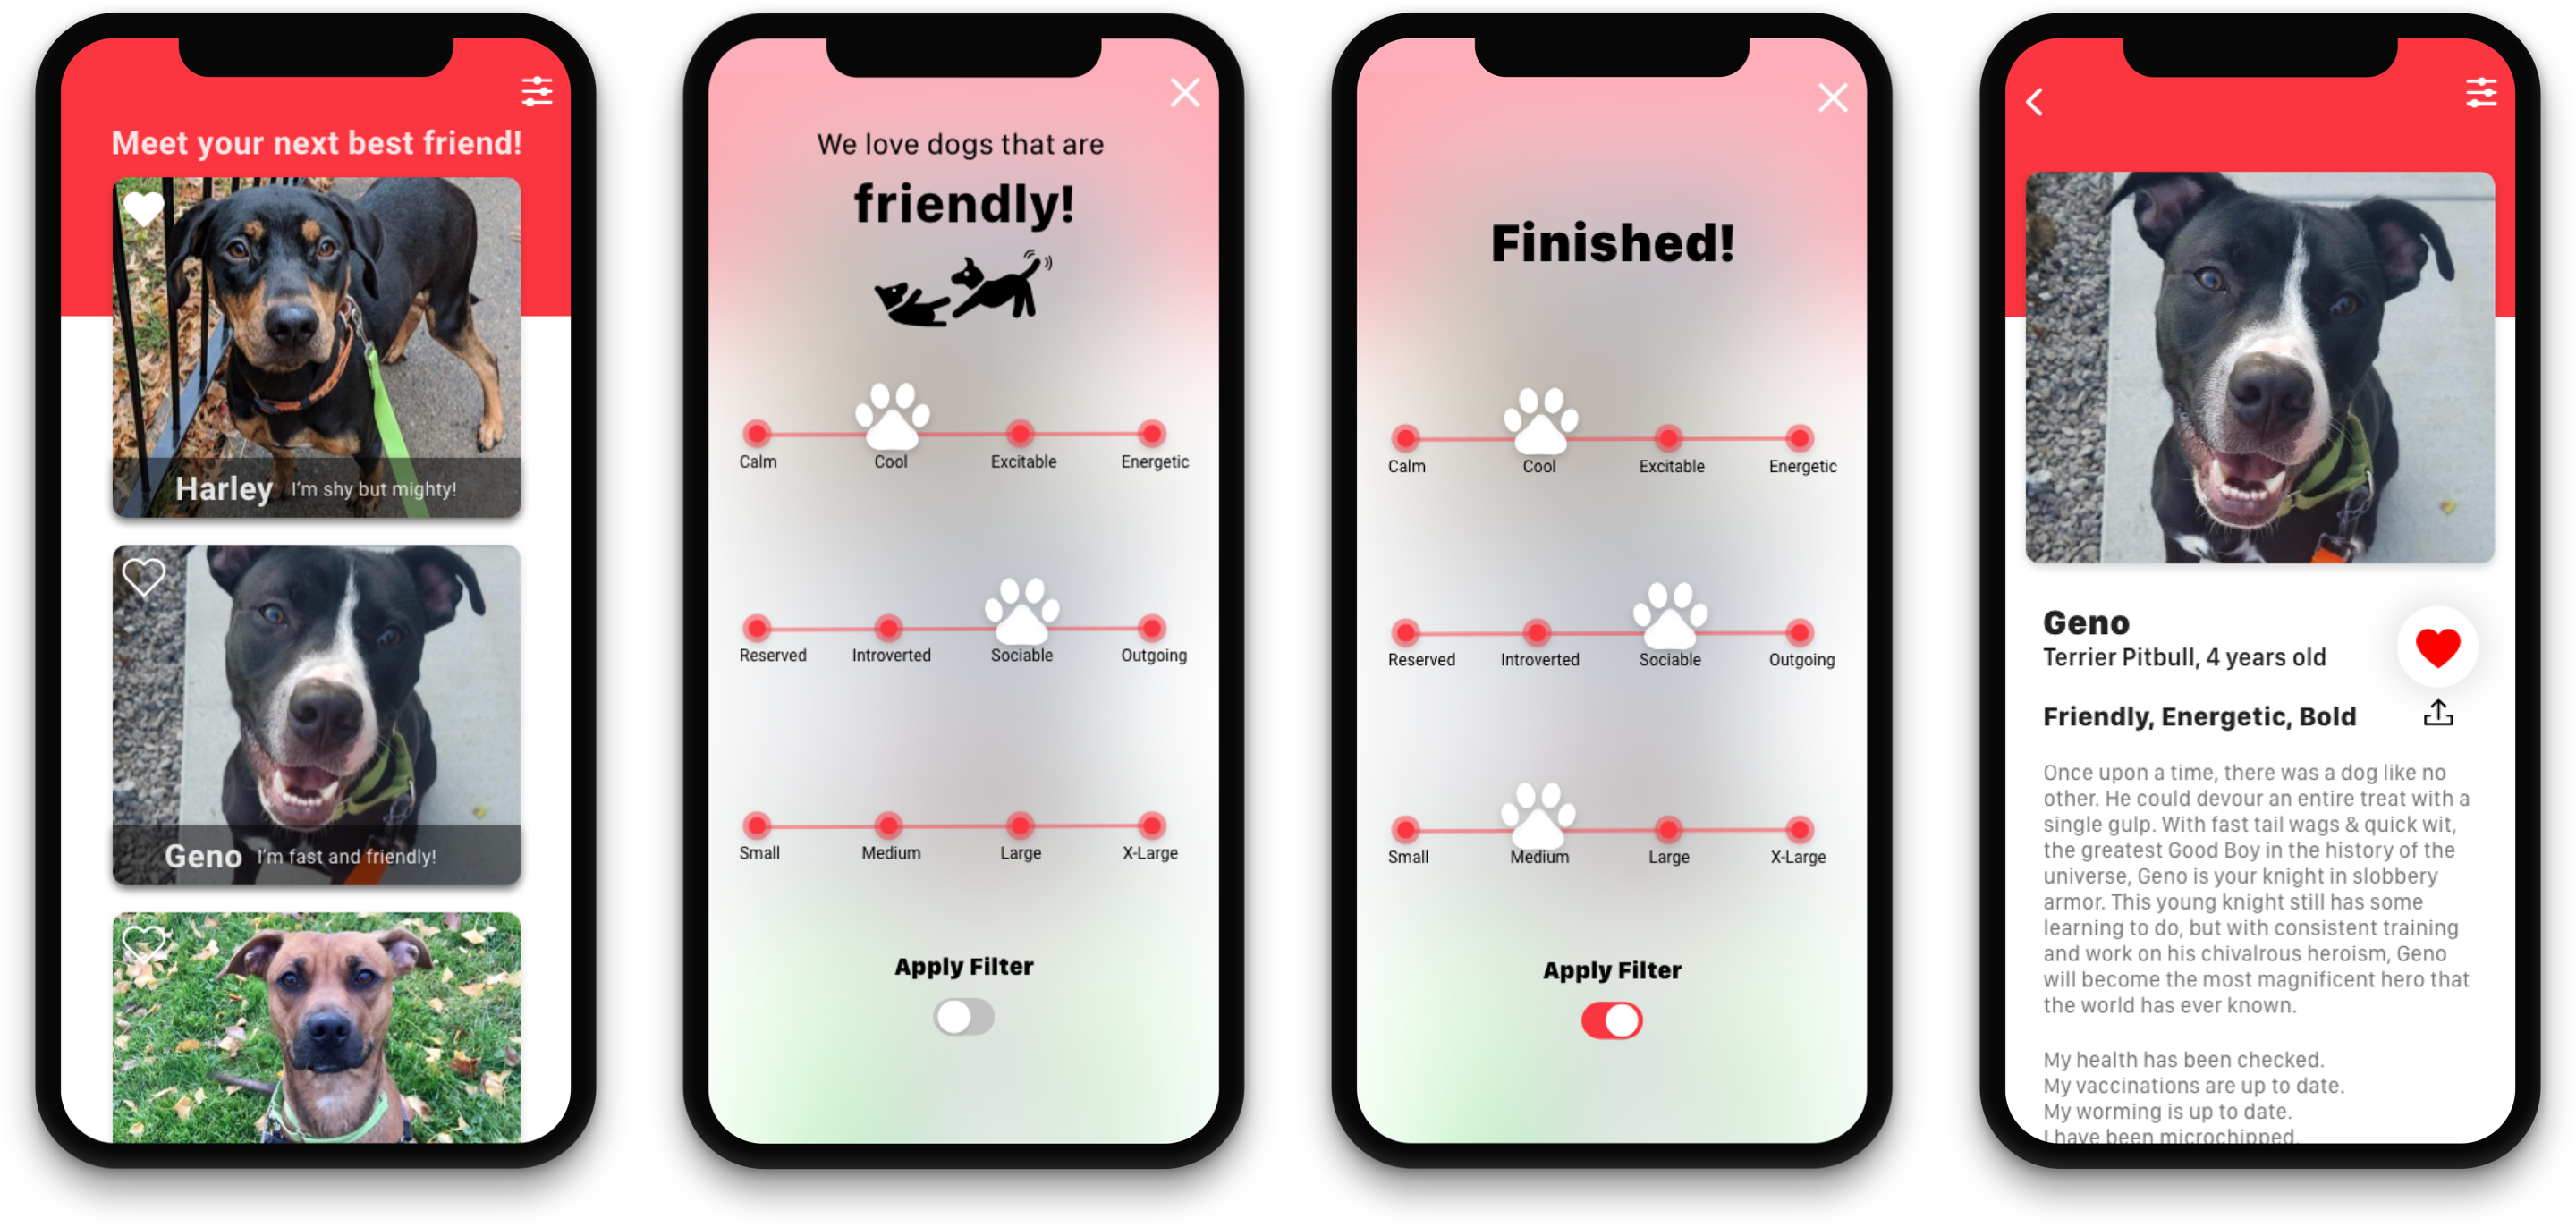 Meet your next best friend!
Harley I'm shy but mighty!
Geno I'm fast and friendly!
We love dogs that are
friendly!
Calm Cool Excitable Energetic
Reserved Introverted Sociable Outgoing
Small Medium Large X-Large
Apply Filter
Finished!
Calm Cool Excitable Energetic
Reserved Introverted Sociable Outgoing
Small Medium Large X-Large
Apply Filter
Geno
Terrier Pitbull, 4 years old
Friendly, Energetic, Bold
Once upon a time, there was a dog like no
other. He could devour an entire treat with a
single gulp. With fast tail wags & quick wit,
the greatest Good Boy in the history of the
universe, Geno is your knight in slobbery
armor. This young knight still has some
learning to do, but with consistent training
and work on his chivalrous heroism, Geno
will become the most magnificent hero that
the world has ever known.
My health has been checked.
My vaccinations are up to date.
My worming is up to date.
I have been microchipped.